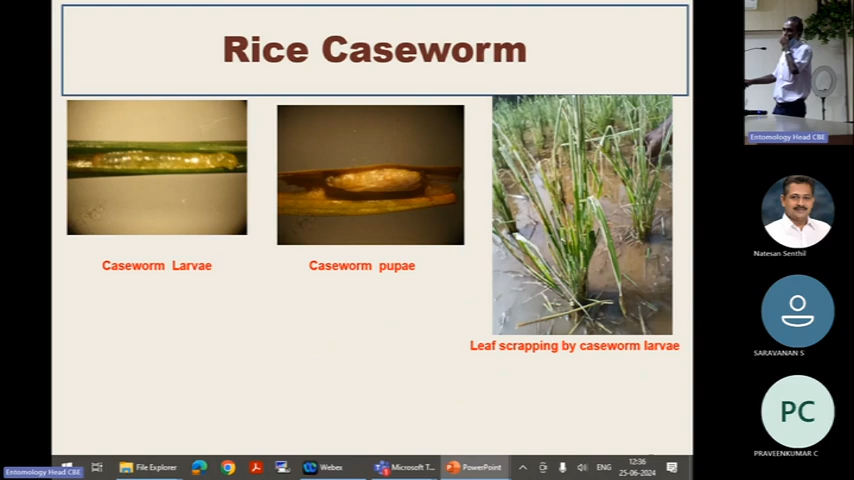 Rice Caseworm
Caseworm Larvae
Caseworm pupae
Leaf scrapping by caseworm larvae
Entomology Head CBE
Natesan Senthil
SARAVANAN S
PC
PRAVEENKUMAR C
Entomology Head CBE
File Explorer
Webex
Microsoft T...
PowerPoint
ENG
12:36
25-06-2024